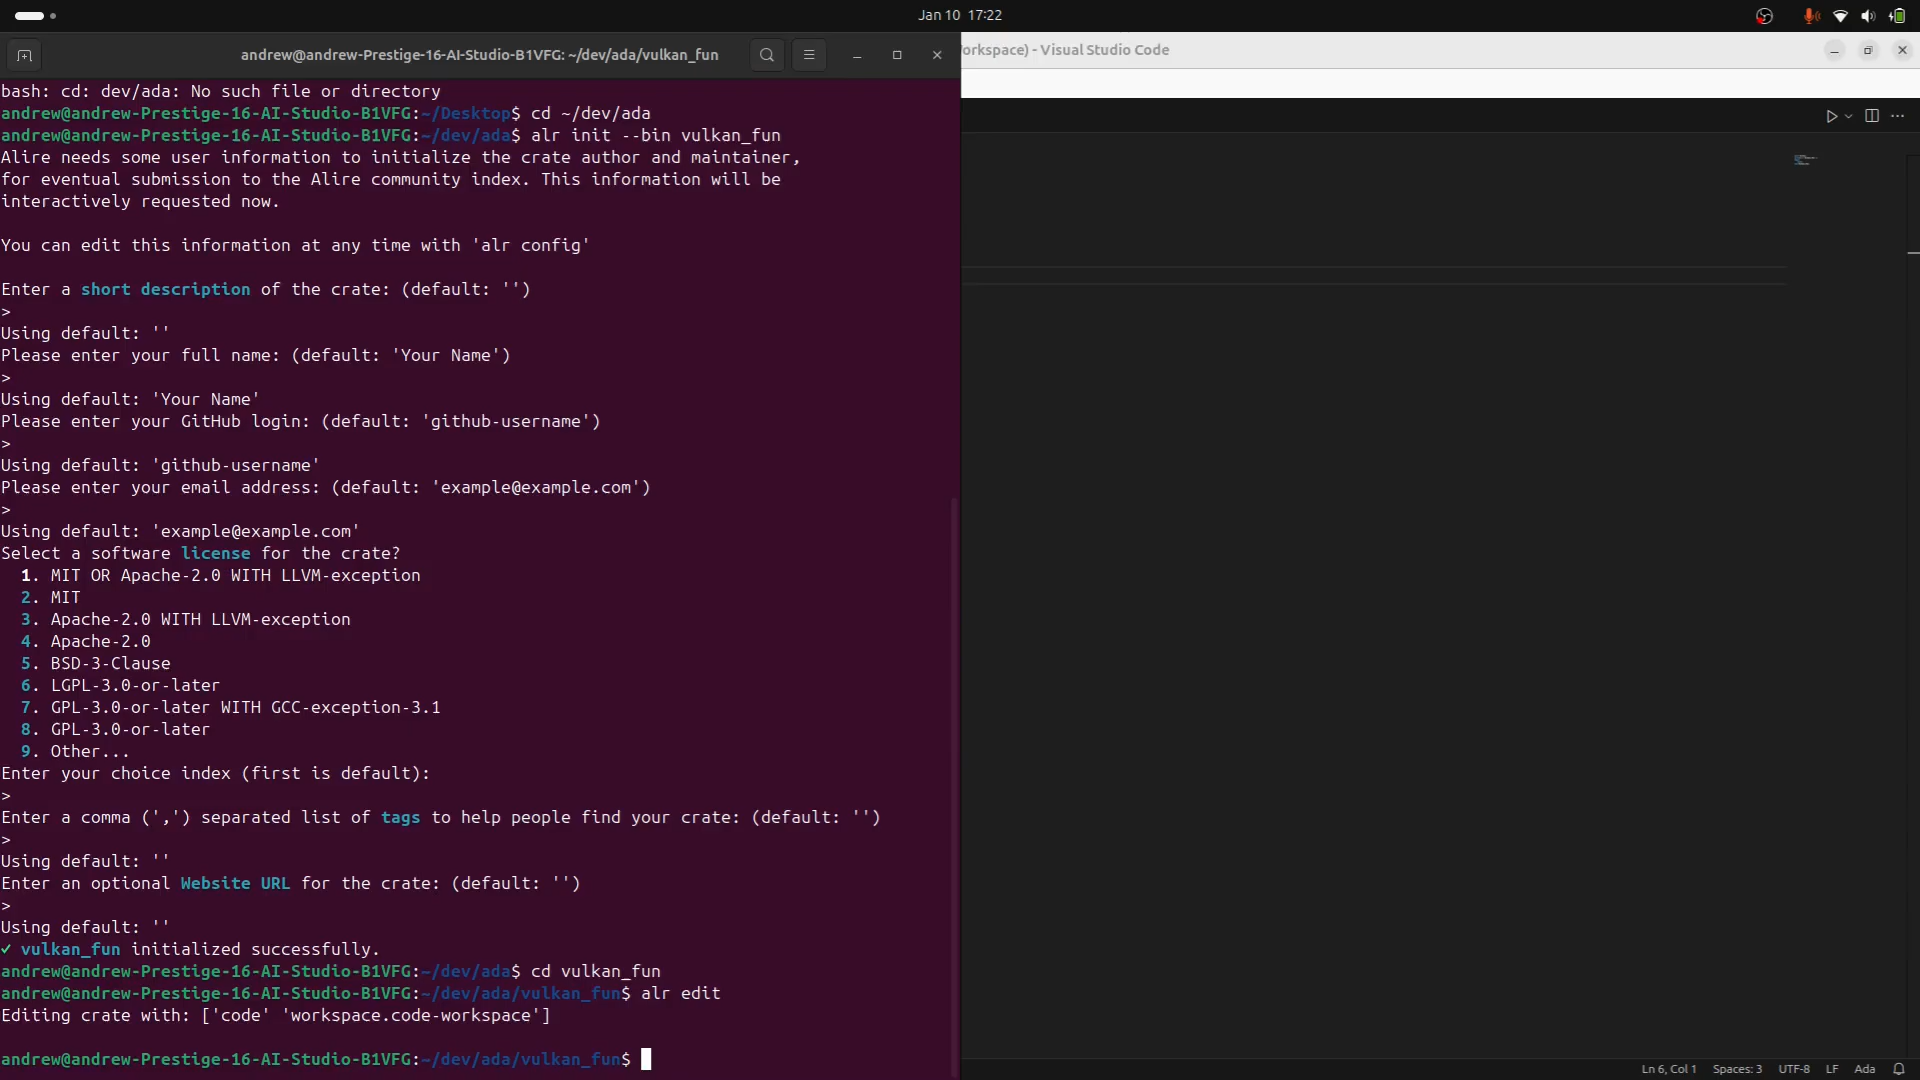 Jan 10 17:22
andrew@andrew-Prestige-16-AI-Studio-B1VFG: ~/dev/ada/vulkan_fun
orkspace) - Visual Studio Code
bash: cd: dev/ada: No such file or directory
andrew@andrew-Prestige-16-AI-Studio-B1VFG:~/Desktop$ cd ~/dev/ada
andrew@andrew-Prestige-16-AI-Studio-B1VFG:~/dev/ada$ alr init --bin vulkan_fun
Alire needs some user information to initialize the crate author and maintainer,
for eventual submission to the Alire community index. This information will be
interactively requested now.
You can edit this information at any time with 'alr config'
Enter a short description of the crate: (default: '')
>
Using default: ''
Please enter your full name: (default: 'Your Name')
>
Using default: 'Your Name'
Please enter your GitHub login: (default: 'github-username')
>
Using default: 'github-username'
Please enter your email address: (default: 'example@example.com')
>
Using default: 'example@example.com'
Select a software license for the crate?
1. MIT OR Apache-2.0 WITH LLVM-exception
2. MIT
3. Apache-2.0 WITH LLVM-exception
4. Apache-2.0
5. BSD-3-Clause
6. LGPL-3.0-or-later
7. GPL-3.0-or-later WITH GCC-exception-3.1
8. GPL-3.0-or-later
9. Other...
Enter your choice index (first is default):
>
Enter a comma (',') separated list of tags to help people find your crate: (default: '')
>
Using default: ''
Enter an optional Website URL for the crate: (default: '')
>
Using default: ''
✓ vulkan_fun initialized successfully.
andrew@andrew-Prestige-16-AI-Studio-B1VFG:~/dev/ada$ cd vulkan_fun
andrew@andrew-Prestige-16-AI-Studio-B1VFG:~/dev/ada/vulkan_fun$ alr edit
Editing crate with: ['code' 'workspace.code-workspace']
andrew@andrew-Prestige-16-AI-Studio-B1VFG:~/dev/ada/vulkan_fun$
Ln 6, Col 1 Spaces: 3 UTF-8 LF Ada